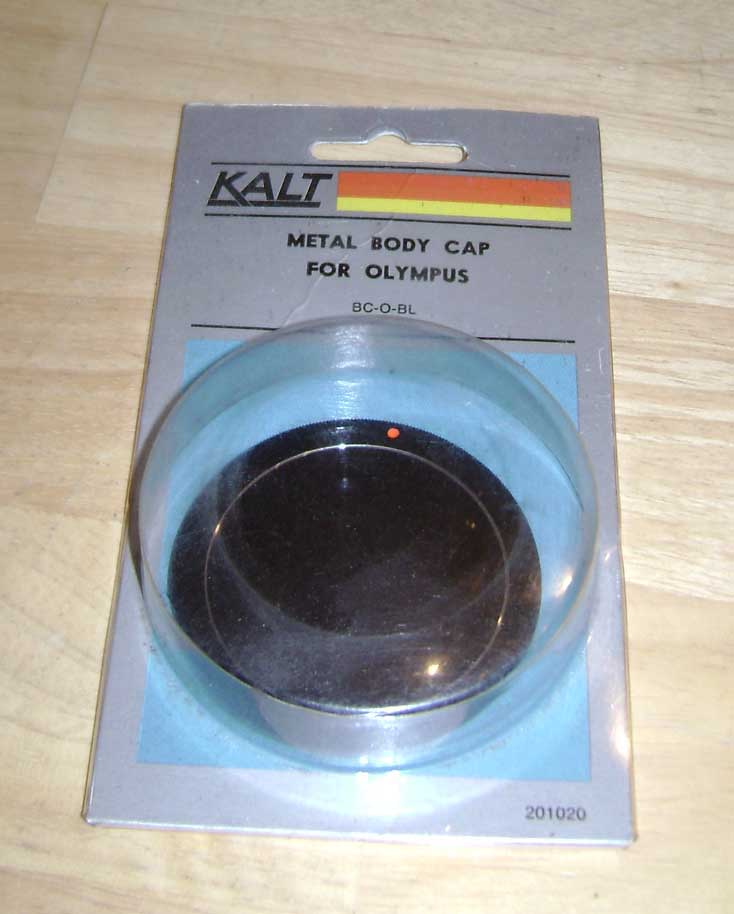 KALT
METAL BODY CAP
FOR OLYMPUS
BC-O-BL
201020